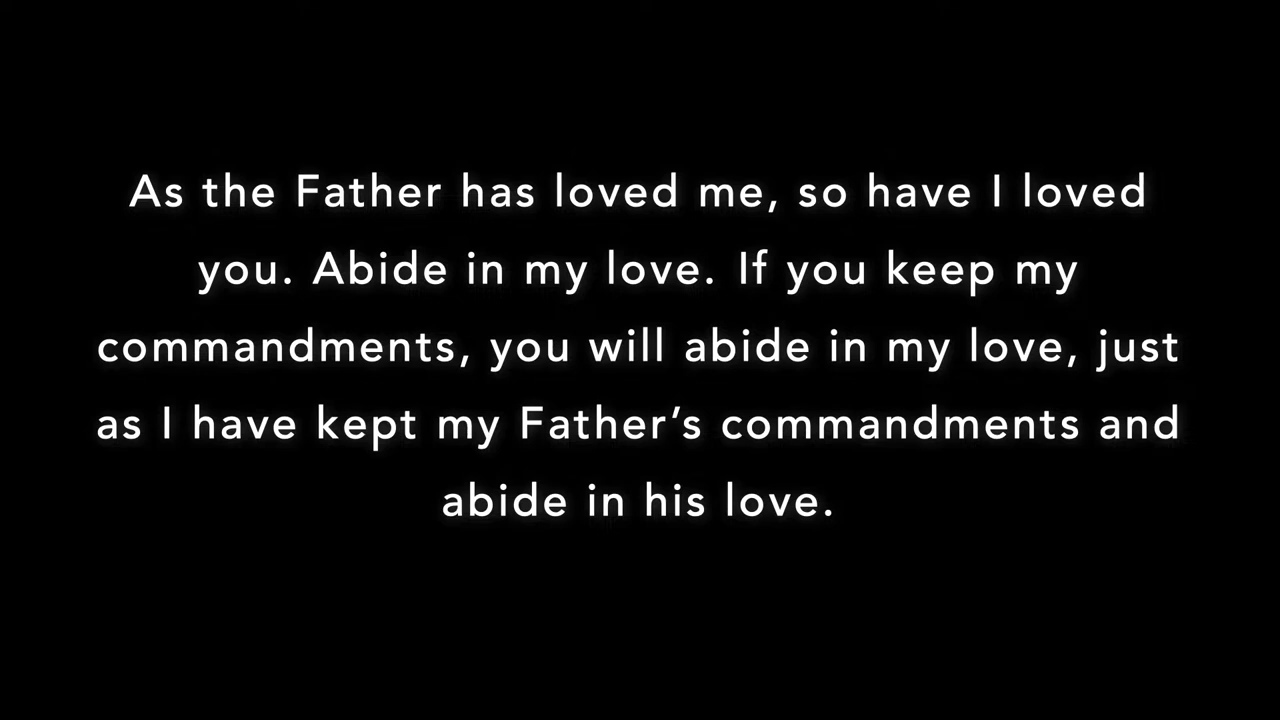 As the Father has loved me, so have I loved
you. Abide in my love. If you keep my
commandments, you will abide in my love, just
as I have kept my Father’s commandments and
abide in his love.